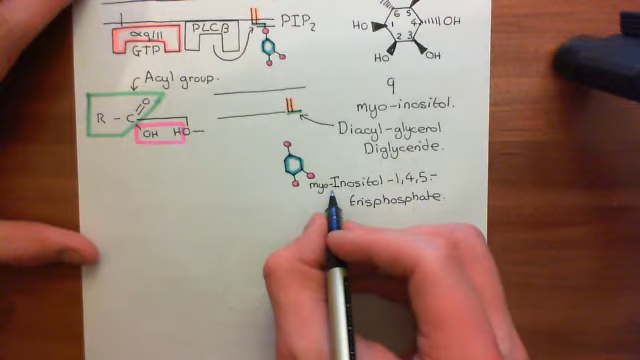 αq/11
GTP
PLCβ
PIP2
HO
6 5
1 4
2 3
OH
HO
OH
Acyl group.
R - C
O
OH
HO
9
myo-inositol.
Diacyl-glycerol
Diglyceride.
myo-Inositol-1,4,5-
trisphosphate.